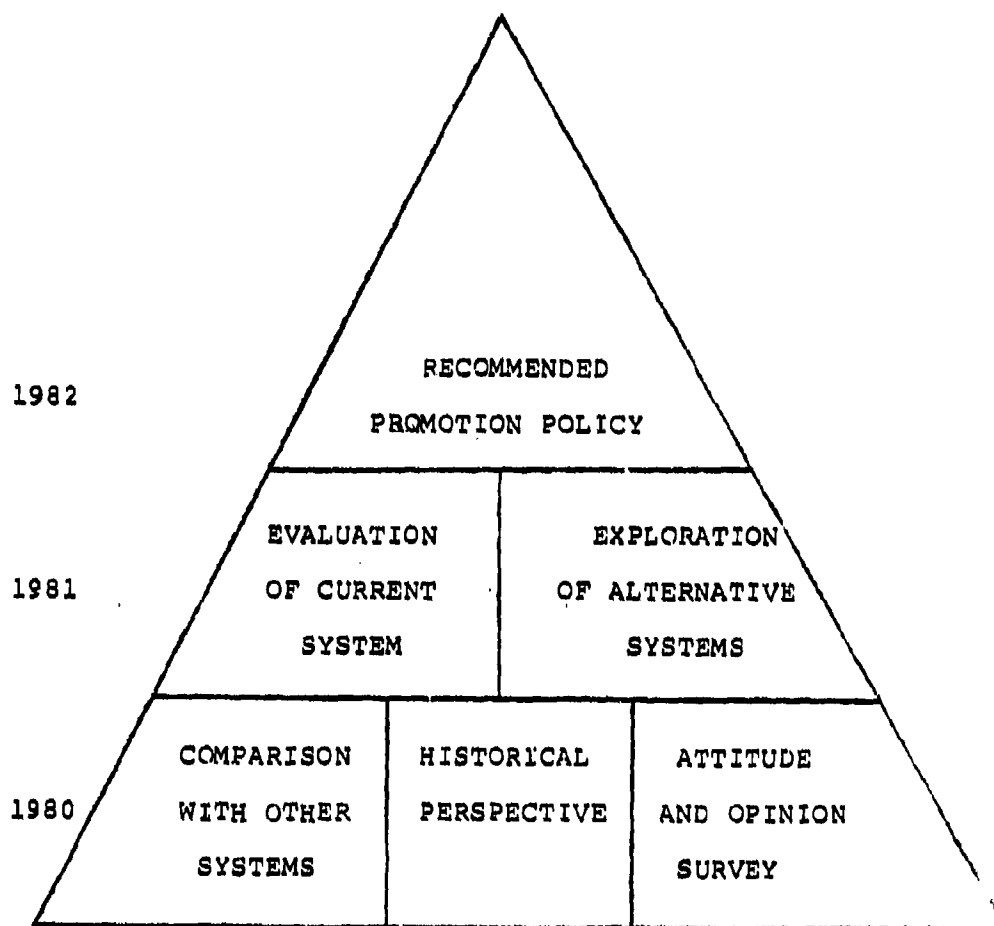 1982
RECOMMENDED
PROMOTION POLICY
1981
EVALUATION
OF CURRENT
SYSTEM
EXPLORATION
OF ALTERNATIVE
SYSTEMS
1980
COMPARISON
WITH OTHER
SYSTEMS
HISTORICAL
PERSPECTIVE
ATTITUDE
AND OPINION
SURVEY